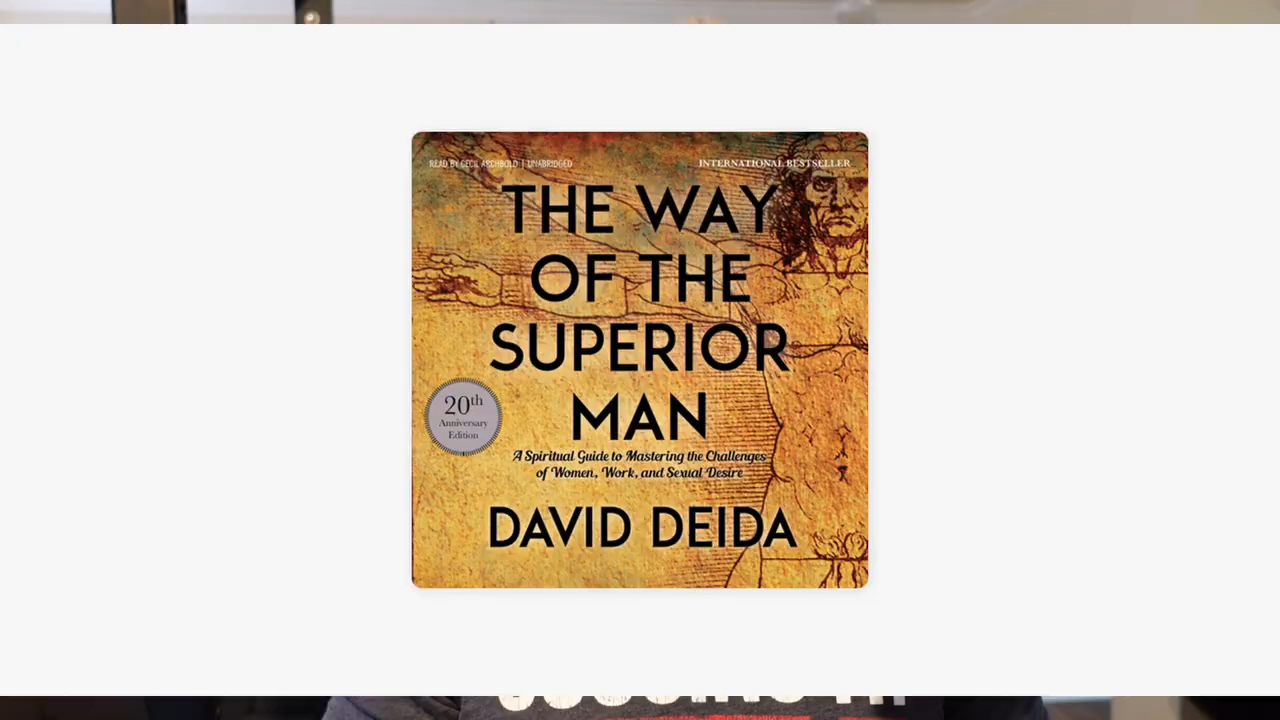 READ BY CECIL ARCHBOLD | UNABRIDGED
INTERNATIONAL BESTSELLER
THE WAY
OF THE
SUPERIOR
MAN
20th
Anniversary
Edition
A Spiritual Guide to Mastering the Challenges
of Women, Work, and Sexual Desire
DAVID DEIDA